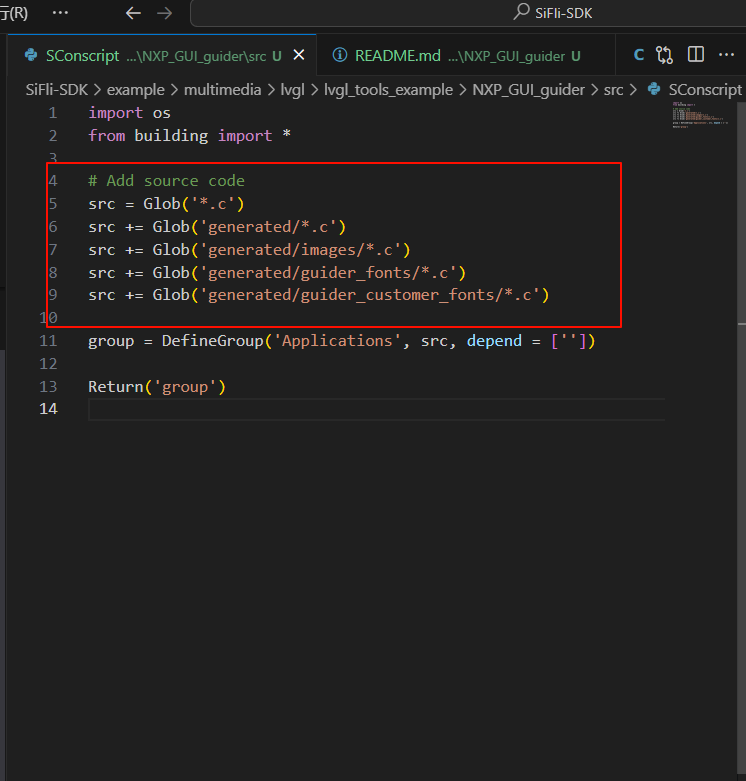 行(R) ··· ← → SiFli-SDK
SConscript ...\NXP_GUI_guider\src U × README.md ...\NXP_GUI_guider U C ···
SiFli-SDK > example > multimedia > lvgl > lvgl_tools_example > NXP_GUI_guider > src > SConscript
1 import os
2 from building import *
3
4 # Add source code
5 src = Glob('*.c')
6 src += Glob('generated/*.c')
7 src += Glob('generated/images/*.c')
8 src += Glob('generated/guider_fonts/*.c')
9 src += Glob('generated/guider_customer_fonts/*.c')
10
11 group = DefineGroup('Applications', src, depend = [''])
12
13 Return('group')
14